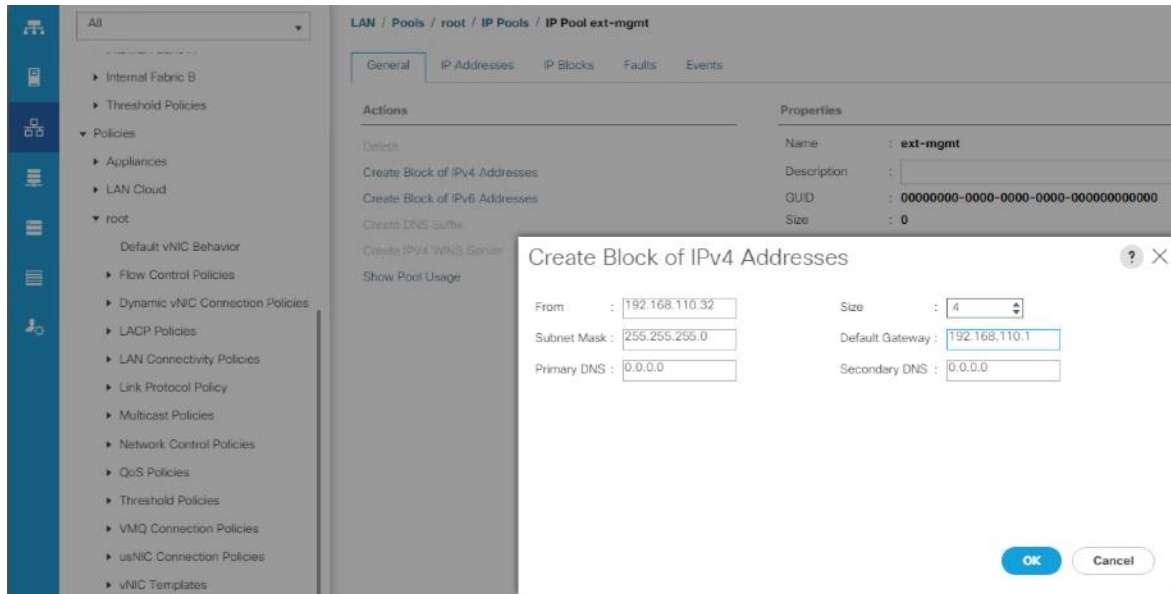 All
Internal Fabric B
Threshold Policies
Policies
Appliances
LAN Cloud
root
Default vNIC Behavior
Flow Control Policies
Dynamic vNIC Connection Policies
LACP Policies
LAN Connectivity Policies
Link Protocol Policy
Multicast Policies
Network Control Policies
QoS Policies
Threshold Policies
VMQ Connection Policies
usNIC Connection Policies
vNIC Templates
LAN / Pools / root / IP Pools / IP Pool ext-mgmt
General IP Addresses IP Blocks Faults Events
Actions
Delete
Create Block of IPv4 Addresses
Create Block of IPv6 Addresses
Create DNS Suffix
Create IPv4 WINS Server
Show Pool Usage
Properties
Name : ext-mgmt
Description :
GUID : 00000000-0000-0000-0000-000000000000
Size : 0
Create Block of IPv4 Addresses ? ×
From : 192.168.110.32 Size : 4
Subnet Mask : 255.255.255.0 Default Gateway : 192.168.110.1
Primary DNS : 0.0.0.0 Secondary DNS : 0.0.0.0
OK Cancel